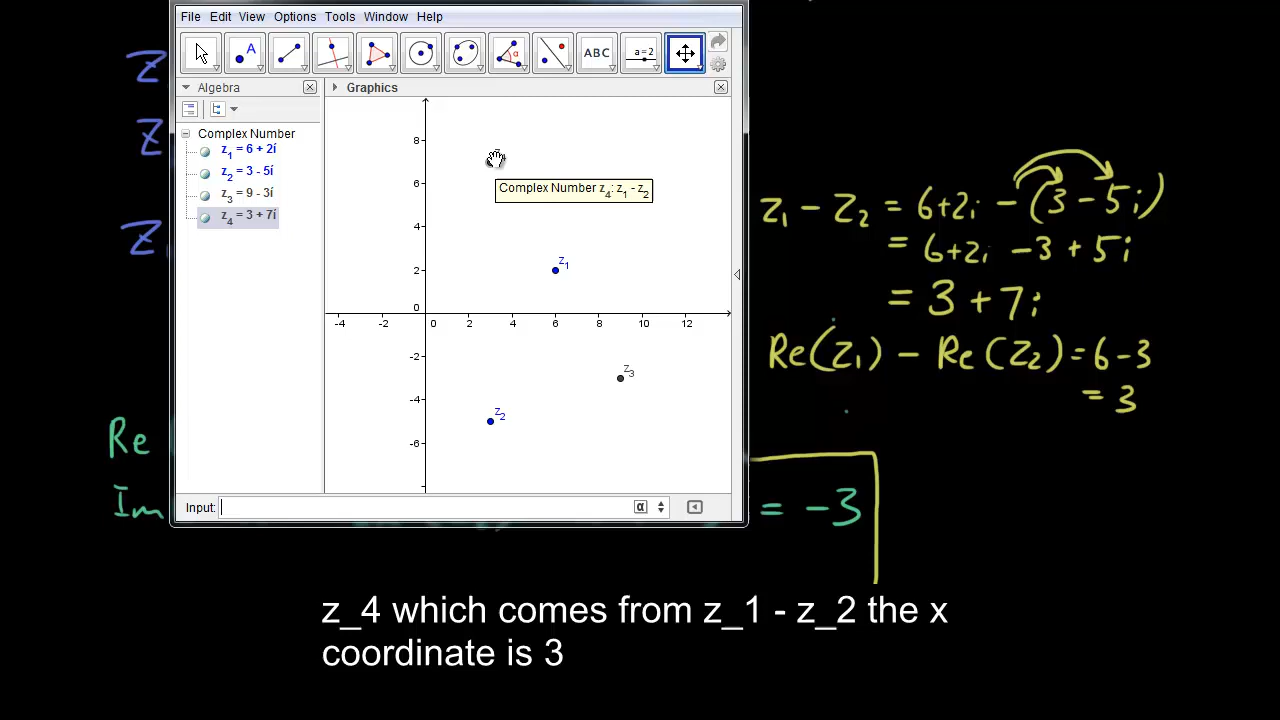 File Edit View Options Tools Window Help
A
α
ABC
a = 2
Algebra
Graphics
Complex Number
z1 = 6 + 2í
z2 = 3 - 5í
z3 = 9 - 3í
z4 = 3 + 7í
8
6
4
2
0
-4 -2 0 2 4 6 8 10 12
-2
-4
-6
Complex Number z4: z1 - z2
z1
z3
z2
Input:
α
Z
Z
Z
z1 - z2 = 6+2i -(3 - 5i)
= 6+2i -3 + 5i
= 3 + 7i
Re(z1) - Re(z2) = 6-3
= 3
Re
Im
= -3
z_4 which comes from z_1 - z_2 the x
coordinate is 3